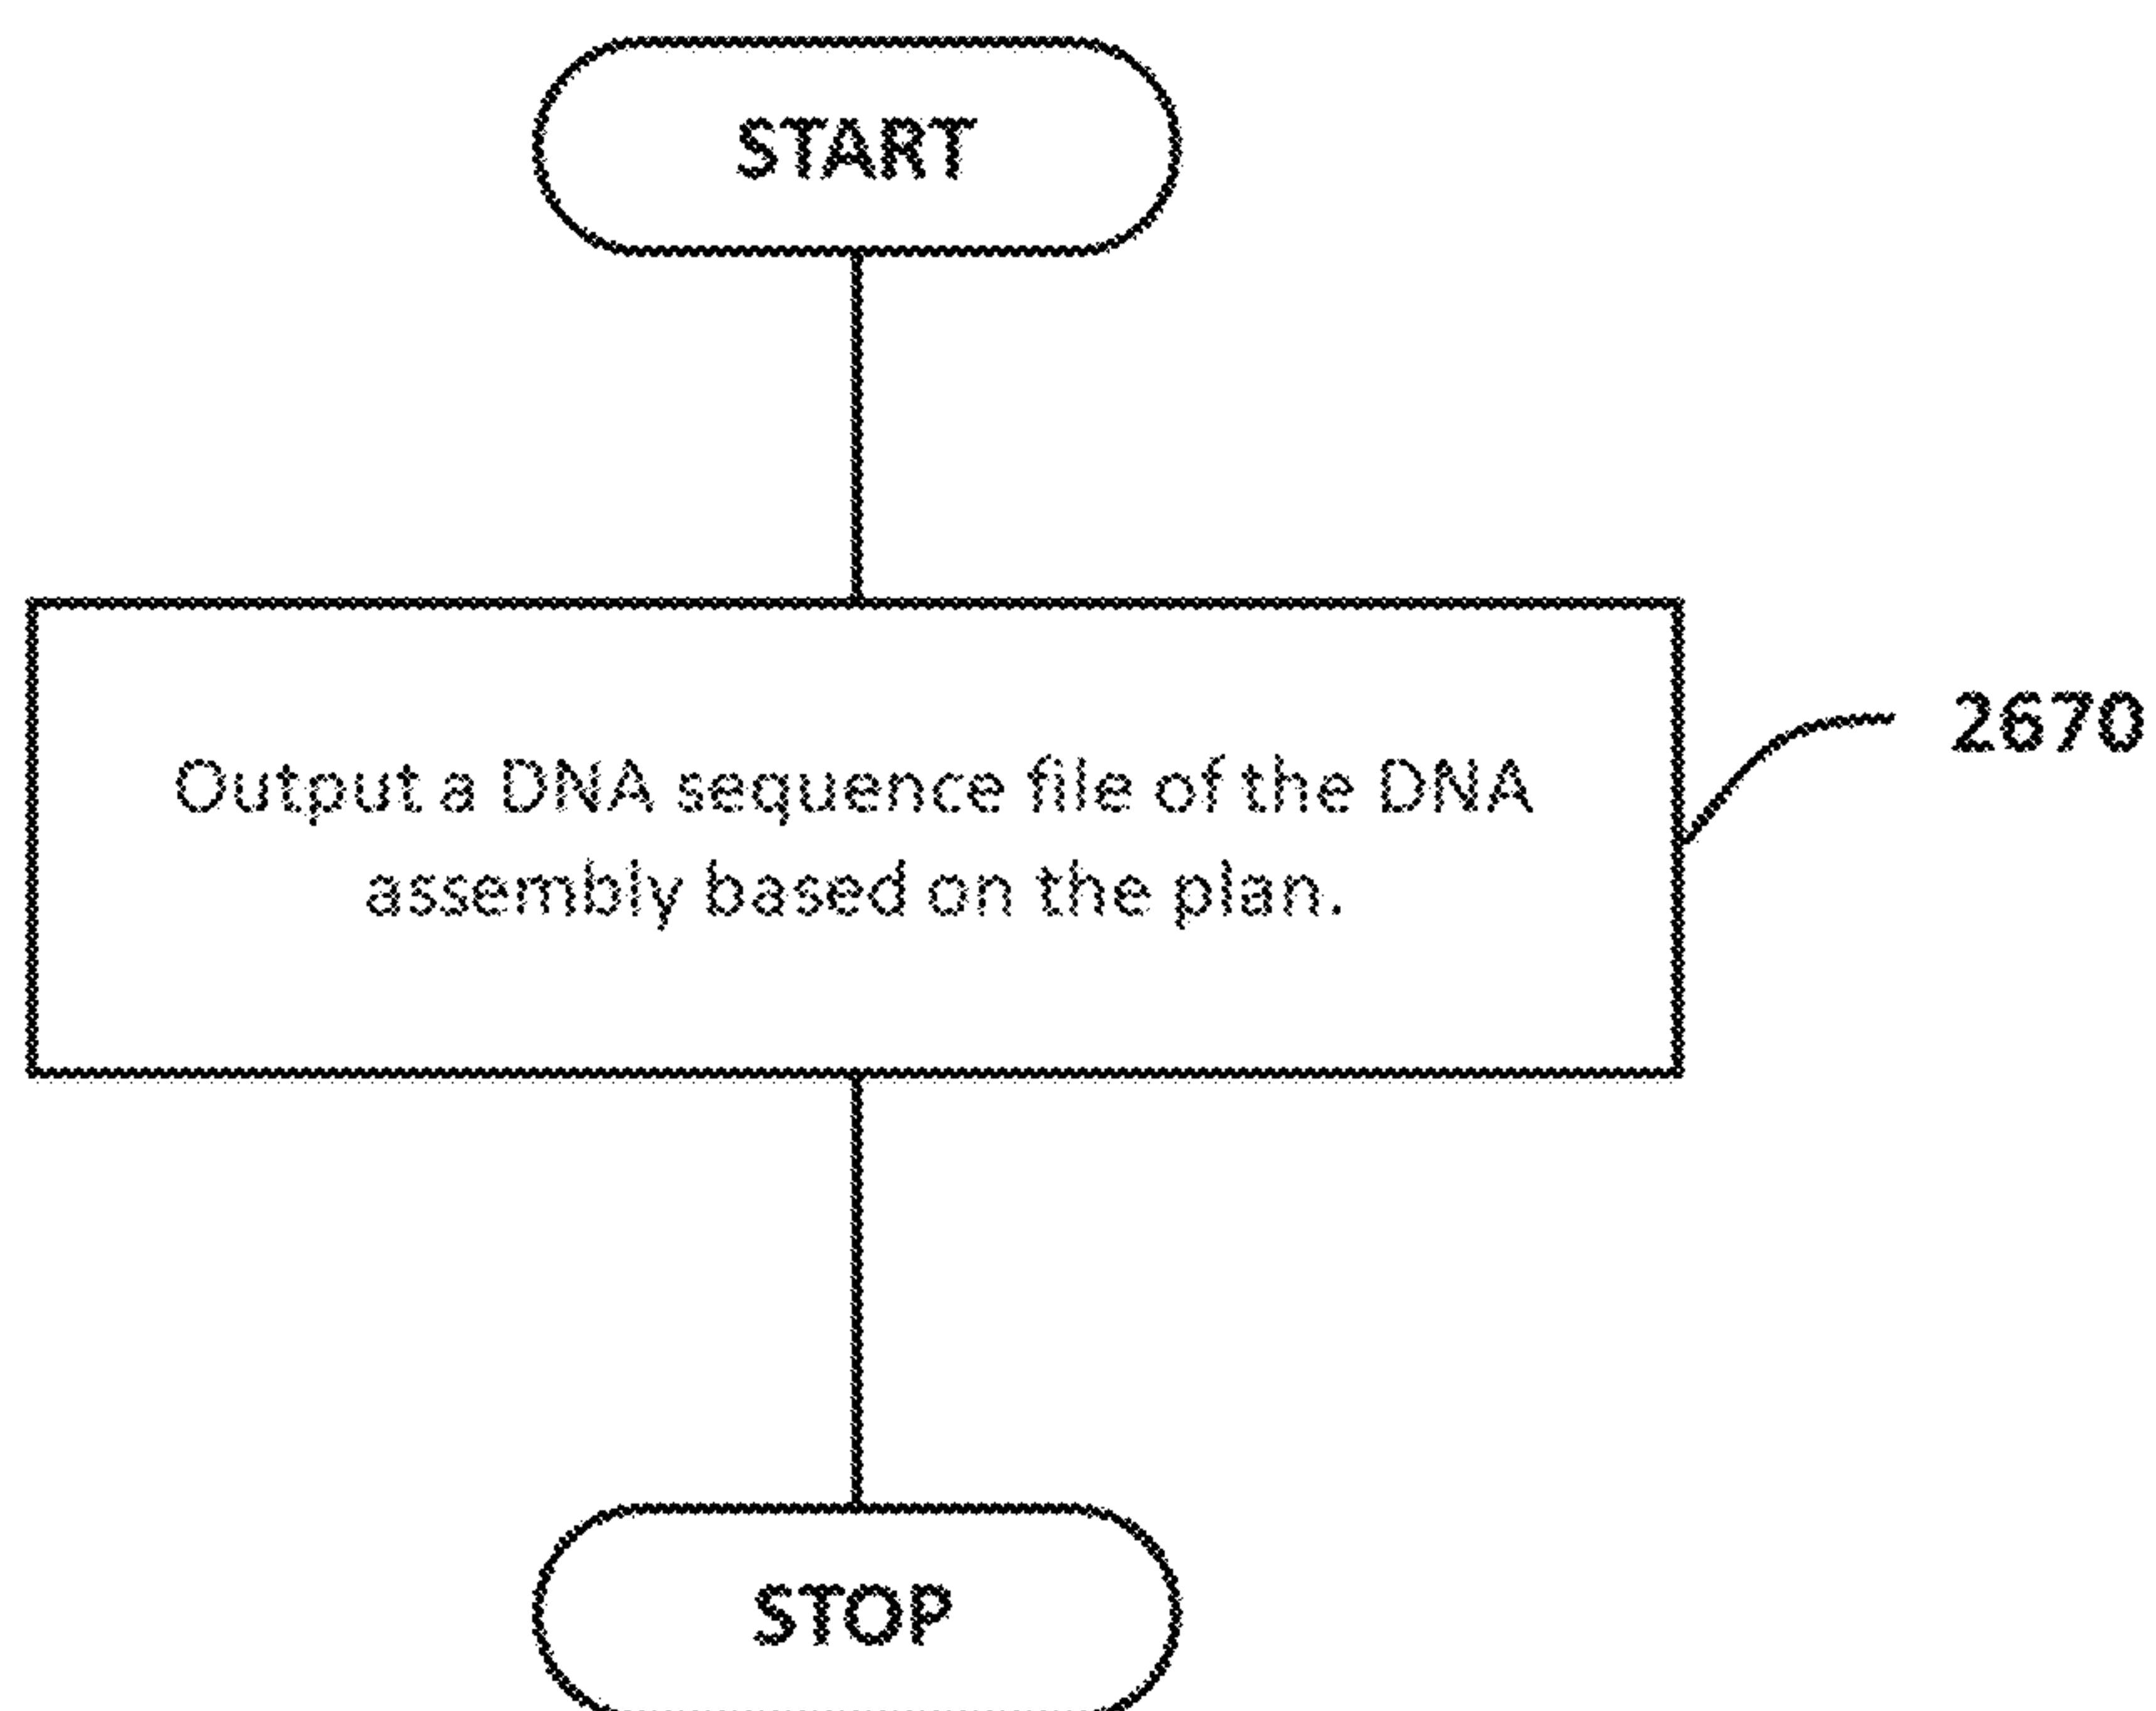 START
2670
Output a DNA sequence file of the DNA
assembly based on the plan.
STOP